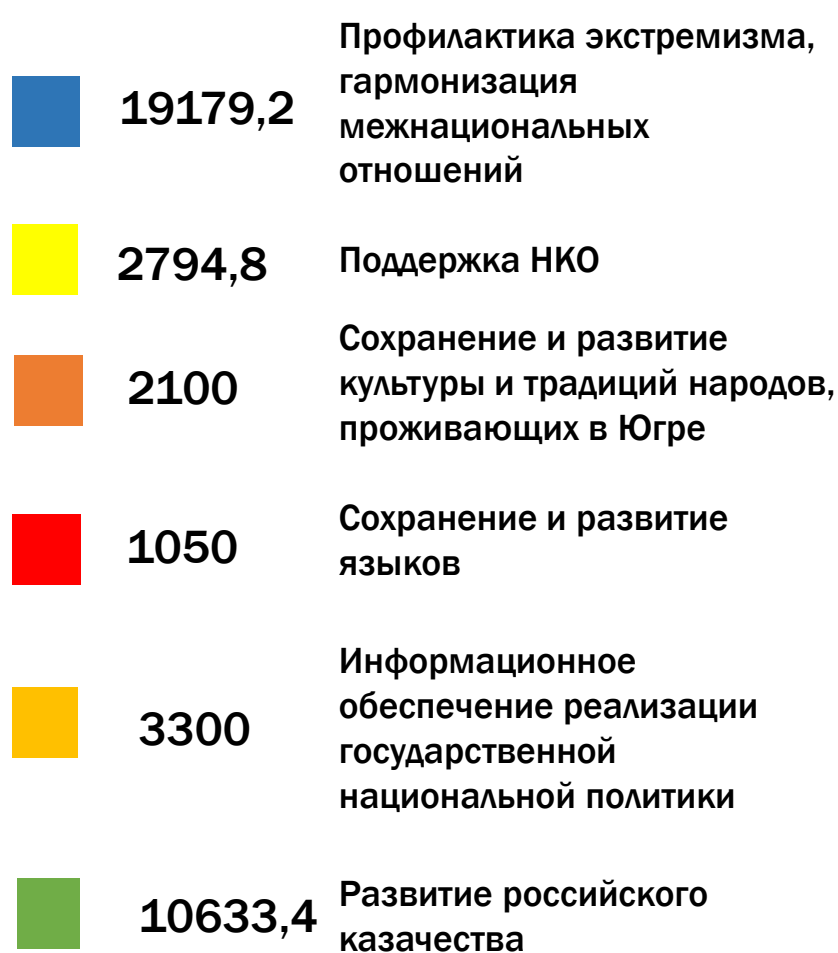 19179,2
Профилактика экстремизма,
гармонизация
межнациональных
отношений
2794,8
Поддержка НКО
2100
Сохранение и развитие
культуры и традиций народов,
проживающих в Югре
1050
Сохранение и развитие
языков
3300
Информационное
обеспечение реализации
государственной
национальной политики
10633,4
Развитие российского
казачества